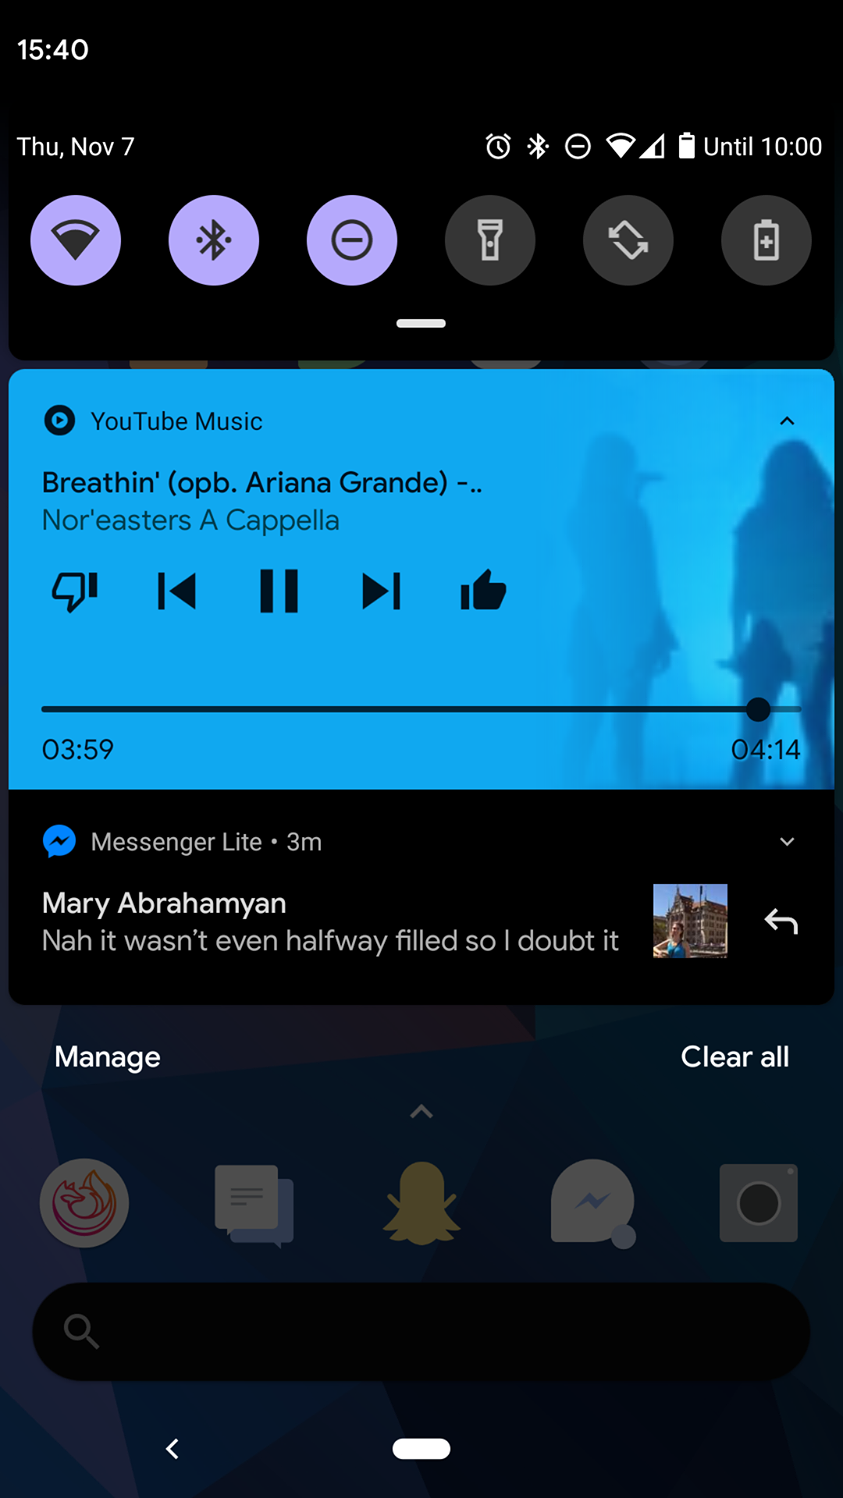 15:40
Thu, Nov 7
Until 10:00
YouTube Music
Breathin' (opb. Ariana Grande) -..
Nor'easters A Cappella
03:59
04:14
Messenger Lite • 3m
Mary Abrahamyan
Nah it wasn’t even halfway filled so I doubt it
Manage
Clear all